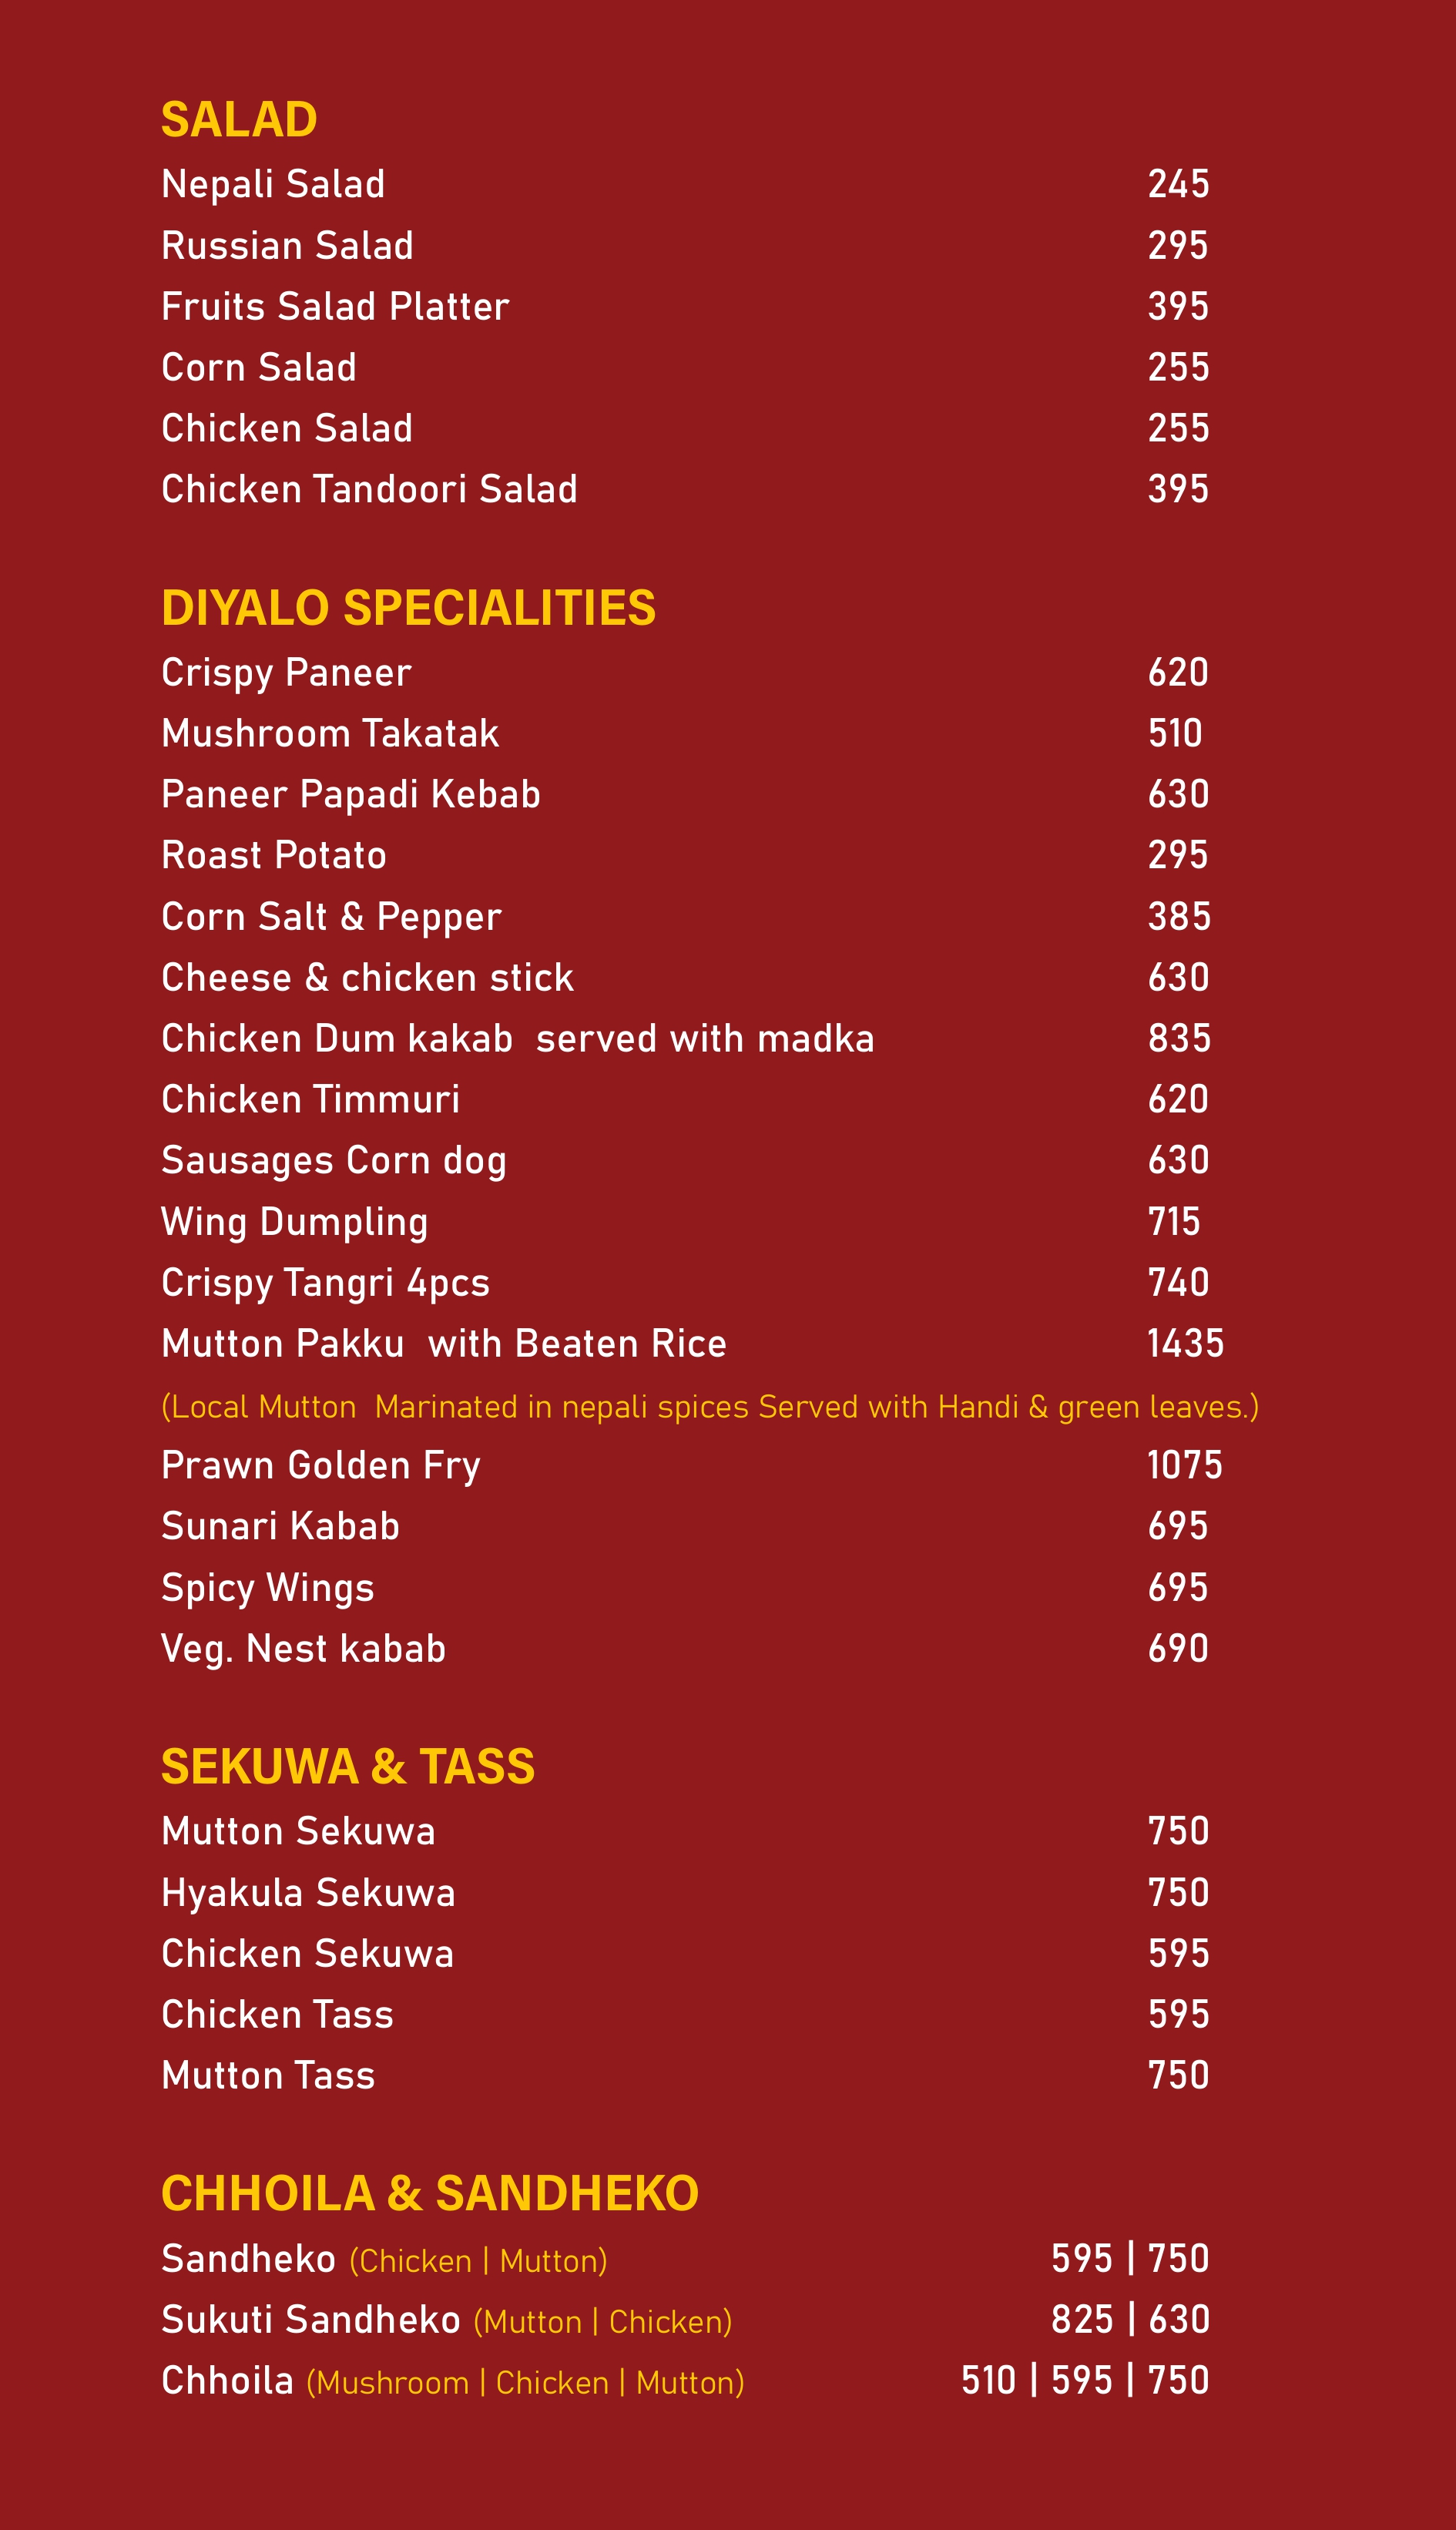 SALAD
Nepali Salad 245
Russian Salad 295
Fruits Salad Platter 395
Corn Salad 255
Chicken Salad 255
Chicken Tandoori Salad 395
DIYALO SPECIALITIES
Crispy Paneer 620
Mushroom Takatak 510
Paneer Papadi Kebab 630
Roast Potato 295
Corn Salt & Pepper 385
Cheese & chicken stick 630
Chicken Dum kakab  served with madka 835
Chicken Timmuri 620
Sausages Corn dog 630
Wing Dumpling 715
Crispy Tangri 4pcs 740
Mutton Pakku  with Beaten Rice 1435
(Local Mutton  Marinated in nepali spices Served with Handi & green leaves.)
Prawn Golden Fry 1075
Sunari Kabab 695
Spicy Wings 695
Veg. Nest kabab 690
SEKUWA & TASS
Mutton Sekuwa 750
Hyakula Sekuwa 750
Chicken Sekuwa 595
Chicken Tass 595
Mutton Tass 750
CHHOILA & SANDHEKO
Sandheko (Chicken | Mutton) 595 | 750
Sukuti Sandheko (Mutton | Chicken) 825 | 630
Chhoila (Mushroom | Chicken | Mutton) 510 | 595 | 750